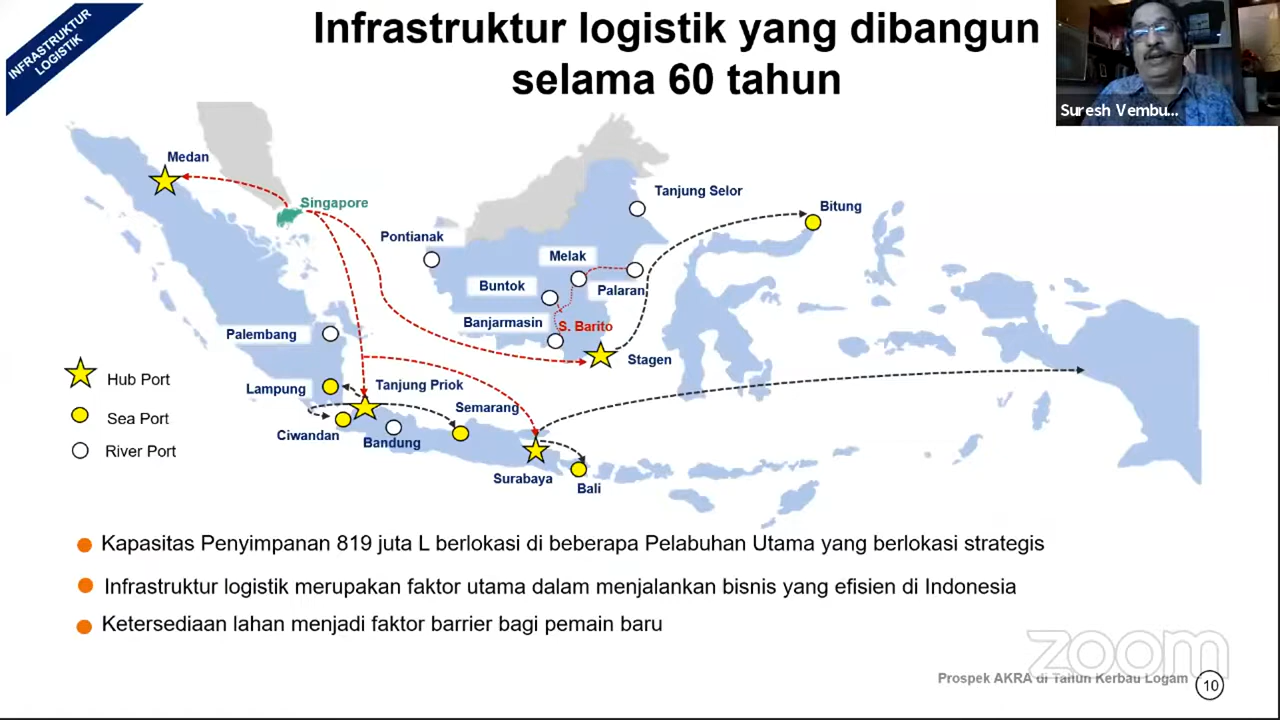 INFRASTRUKTUR
LOGISTIK
Infrastruktur logistik yang dibangun
selama 60 tahun
Suresh Vembu...
Medan
Singapore
Tanjung Selor
Bitung
Pontianak
Melak
Buntok
Palaran
Banjarmasin
S. Barito
Palembang
Stagen
Hub Port
Lampung
Tanjung Priok
Semarang
Sea Port
Ciwandan
Bandung
River Port
Surabaya
Bali
Kapasitas Penyimpanan 819 juta L berlokasi di beberapa Pelabuhan Utama yang berlokasi strategis
Infrastruktur logistik merupakan faktor utama dalam menjalankan bisnis yang efisien di Indonesia
Ketersediaan lahan menjadi faktor barrier bagi pemain baru
zoom
Prospek AKRA di Tahun Kerbau Logam
10